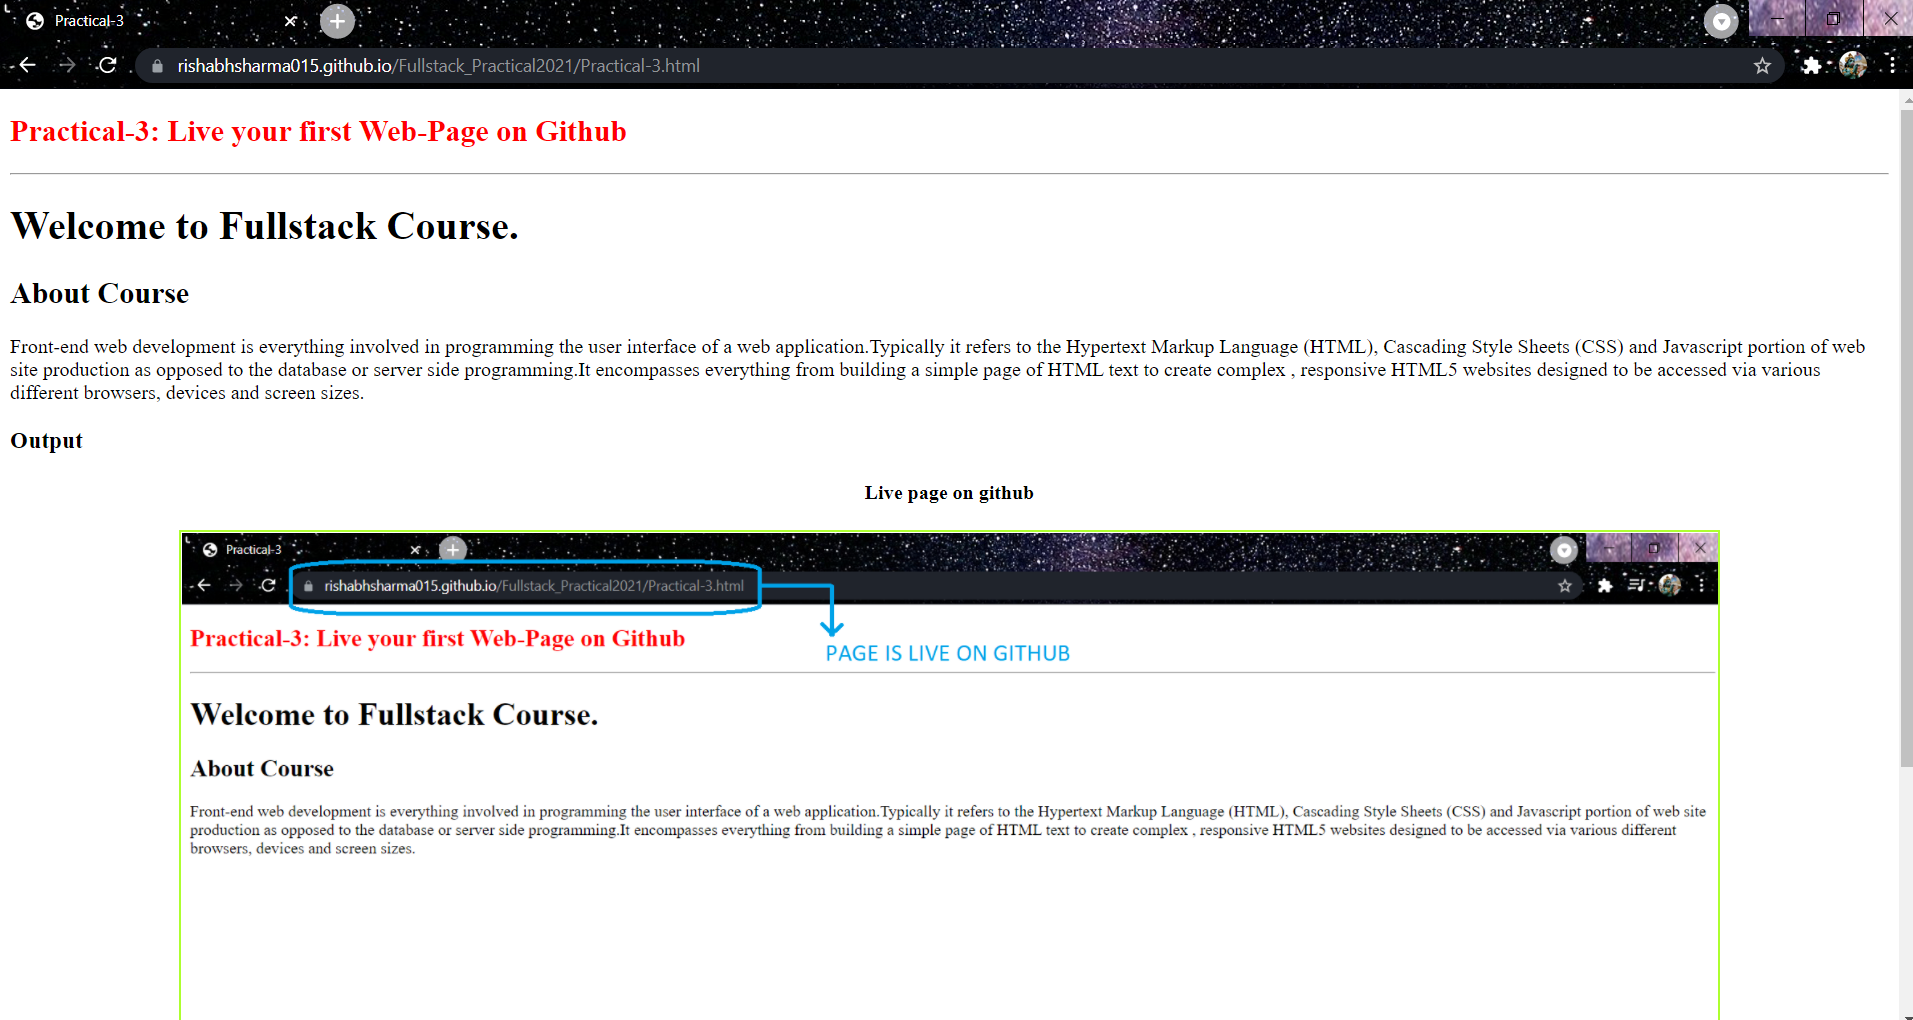 Practical-3
rishabhsharma015.github.io/Fullstack_Practical2021/Practical-3.html
Practical-3: Live your first Web-Page on Github
Welcome to Fullstack Course.
About Course
Front-end web development is everything involved in programming the user interface of a web application.Typically it refers to the Hypertext Markup Language (HTML), Cascading Style Sheets (CSS) and Javascript portion of web
site production as opposed to the database or server side programming.It encompasses everything from building a simple page of HTML text to create complex , responsive HTML5 websites designed to be accessed via various
different browsers, devices and screen sizes.
Output
Live page on github
Practical-3
rishabhsharma015.github.io/Fullstack_Practical2021/Practical-3.html
Practical-3: Live your first Web-Page on Github
PAGE IS LIVE ON GITHUB
Welcome to Fullstack Course.
About Course
Front-end web development is everything involved in programming the user interface of a web application.Typically it refers to the Hypertext Markup Language (HTML), Cascading Style Sheets (CSS) and Javascript portion of web site
production as opposed to the database or server side programming.It encompasses everything from building a simple page of HTML text to create complex , responsive HTML5 websites designed to be accessed via various different
browsers, devices and screen sizes.